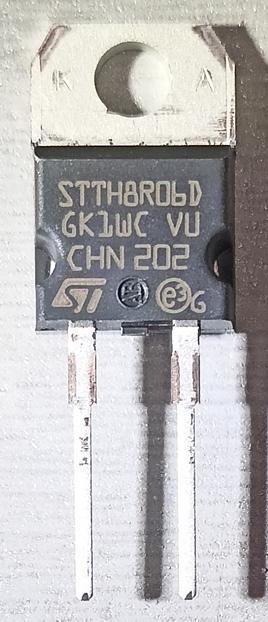 K A
STTH8R06D
GK1WC VU
CHN 202
ST e3 G